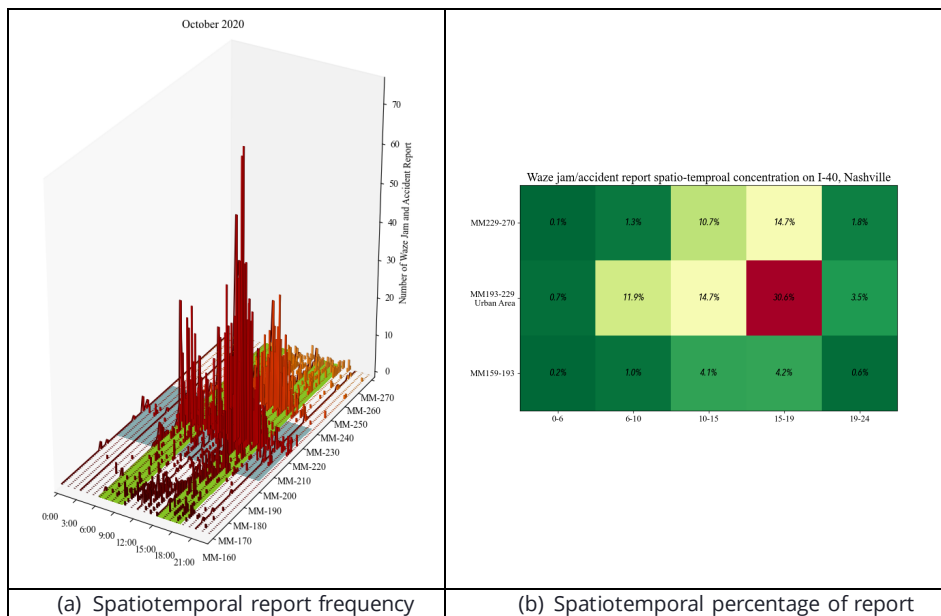 October 2020
70
60
50
40
30
20
10
0
Number of Waze Jam and Accident Report
MM-270
MM-260
MM-250
MM-240
MM-230
MM-220
MM-210
MM-200
MM-190
MM-180
MM-170
MM-160
0:00
3:00
6:00
9:00
12:00
15:00
18:00
21:00
(a) Spatiotemporal report frequency
Waze jam/accident report spatio-temproal concentration on I-40, Nashville
MM229-270
0.1% 1.3% 10.7% 14.7% 1.8%
MM193-229
Urban Area
0.7% 11.9% 14.7% 30.6% 3.5%
MM159-193
0.2% 1.0% 4.1% 4.2% 0.6%
0-6 6-10 10-15 15-19 19-24
(b) Spatiotemporal percentage of report